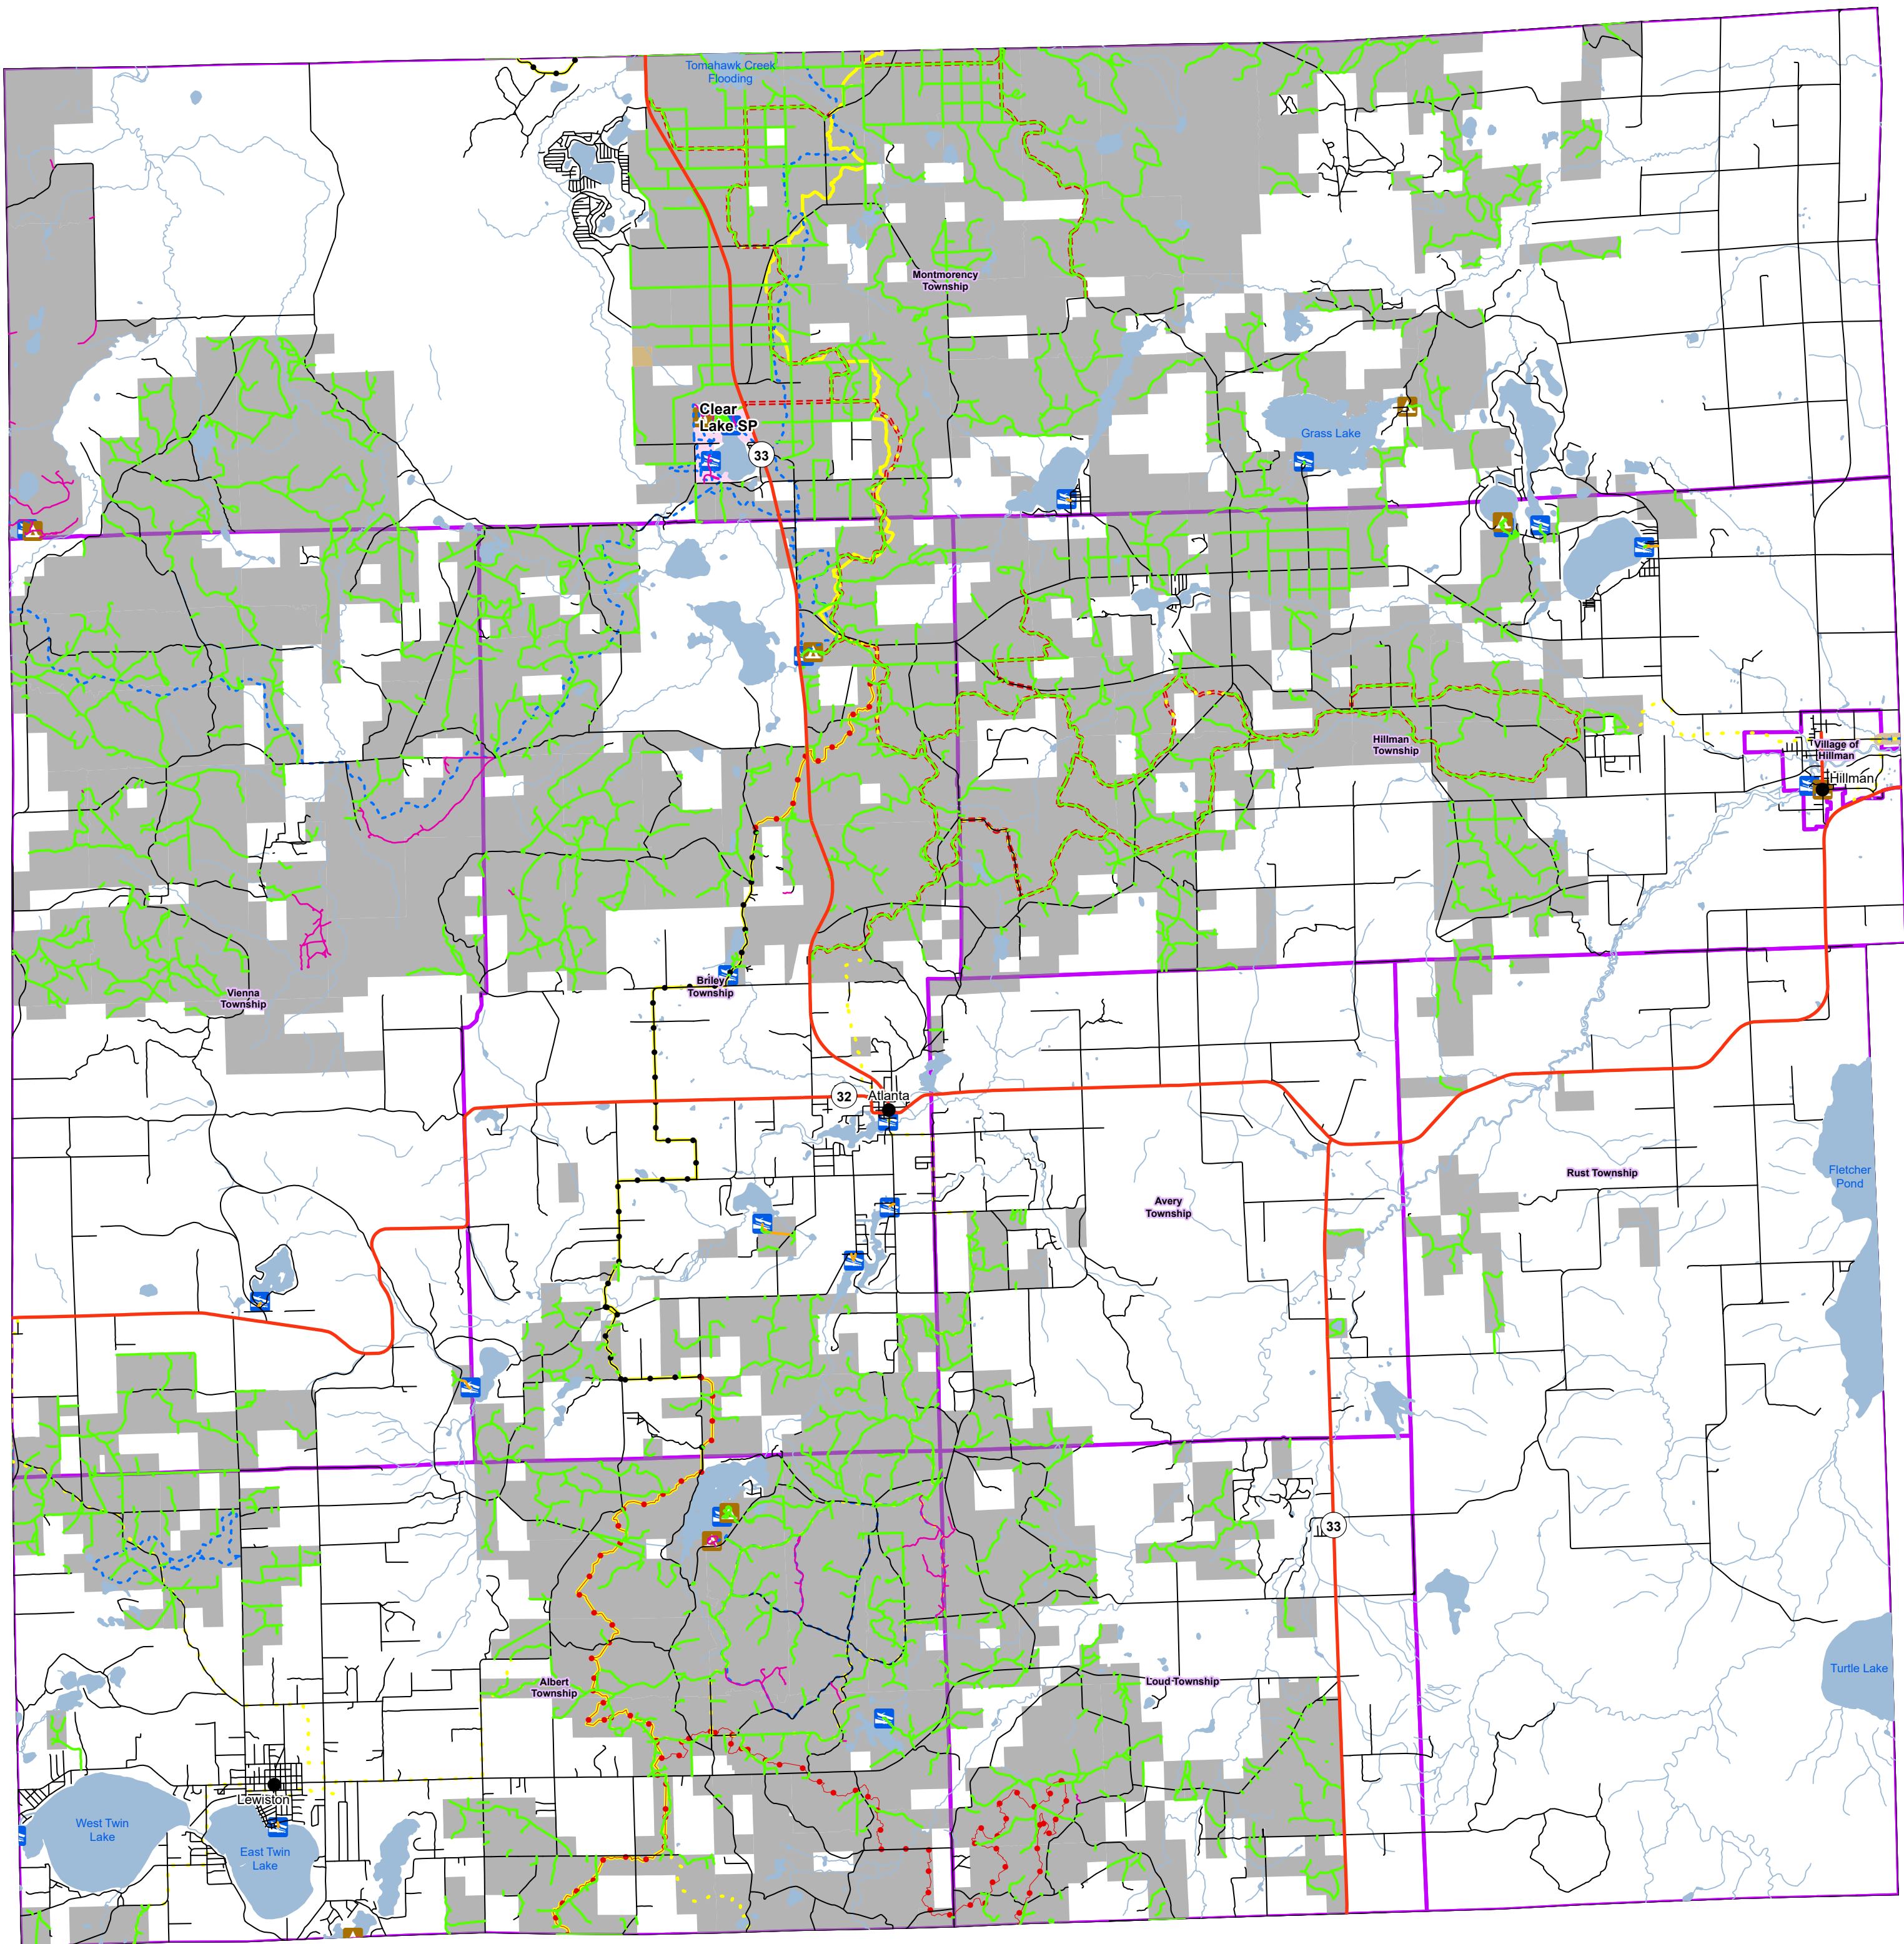 Tomahawk Creek
Flooding
Montmorency
Township
Clear
Lake SP
33
Grass Lake
Hillman
Township
Village of
Hillman
Hillman
Vienna
Township
Briley
Township
32
Atlanta
Avery
Township
Rust Township
Fletcher
Pond
33
Albert
Township
Loud Township
Turtle Lake
Lewiston
West Twin
Lake
East Twin
Lake